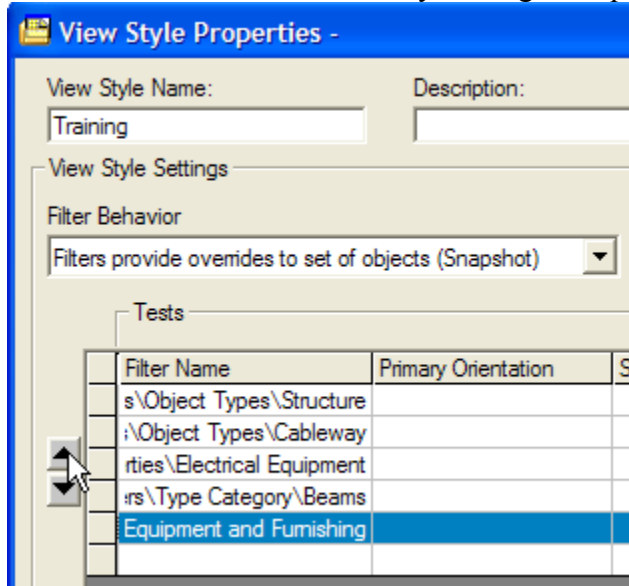 View Style Properties -
View Style Name: Description:
Training
View Style Settings
Filter Behavior
Filters provide overrides to set of objects (Snapshot)
Tests
Filter Name Primary Orientation S
s\Object Types\Structure
\Object Types\Cableway
rties\Electrical Equipment
rs\Type Category\Beams
Equipment and Furnishing